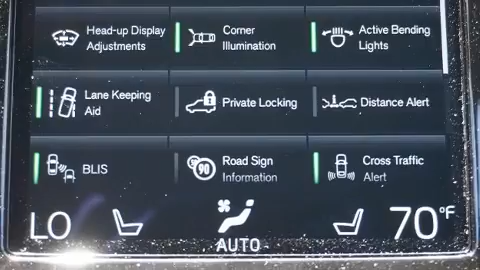 Head-up Display
Adjustments
Corner
Illumination
Active Bending
Lights
Lane Keeping
Aid
Private Locking
Distance Alert
BLIS
90
Road Sign
Information
Cross Traffic
Alert
LO
AUTO
70°F